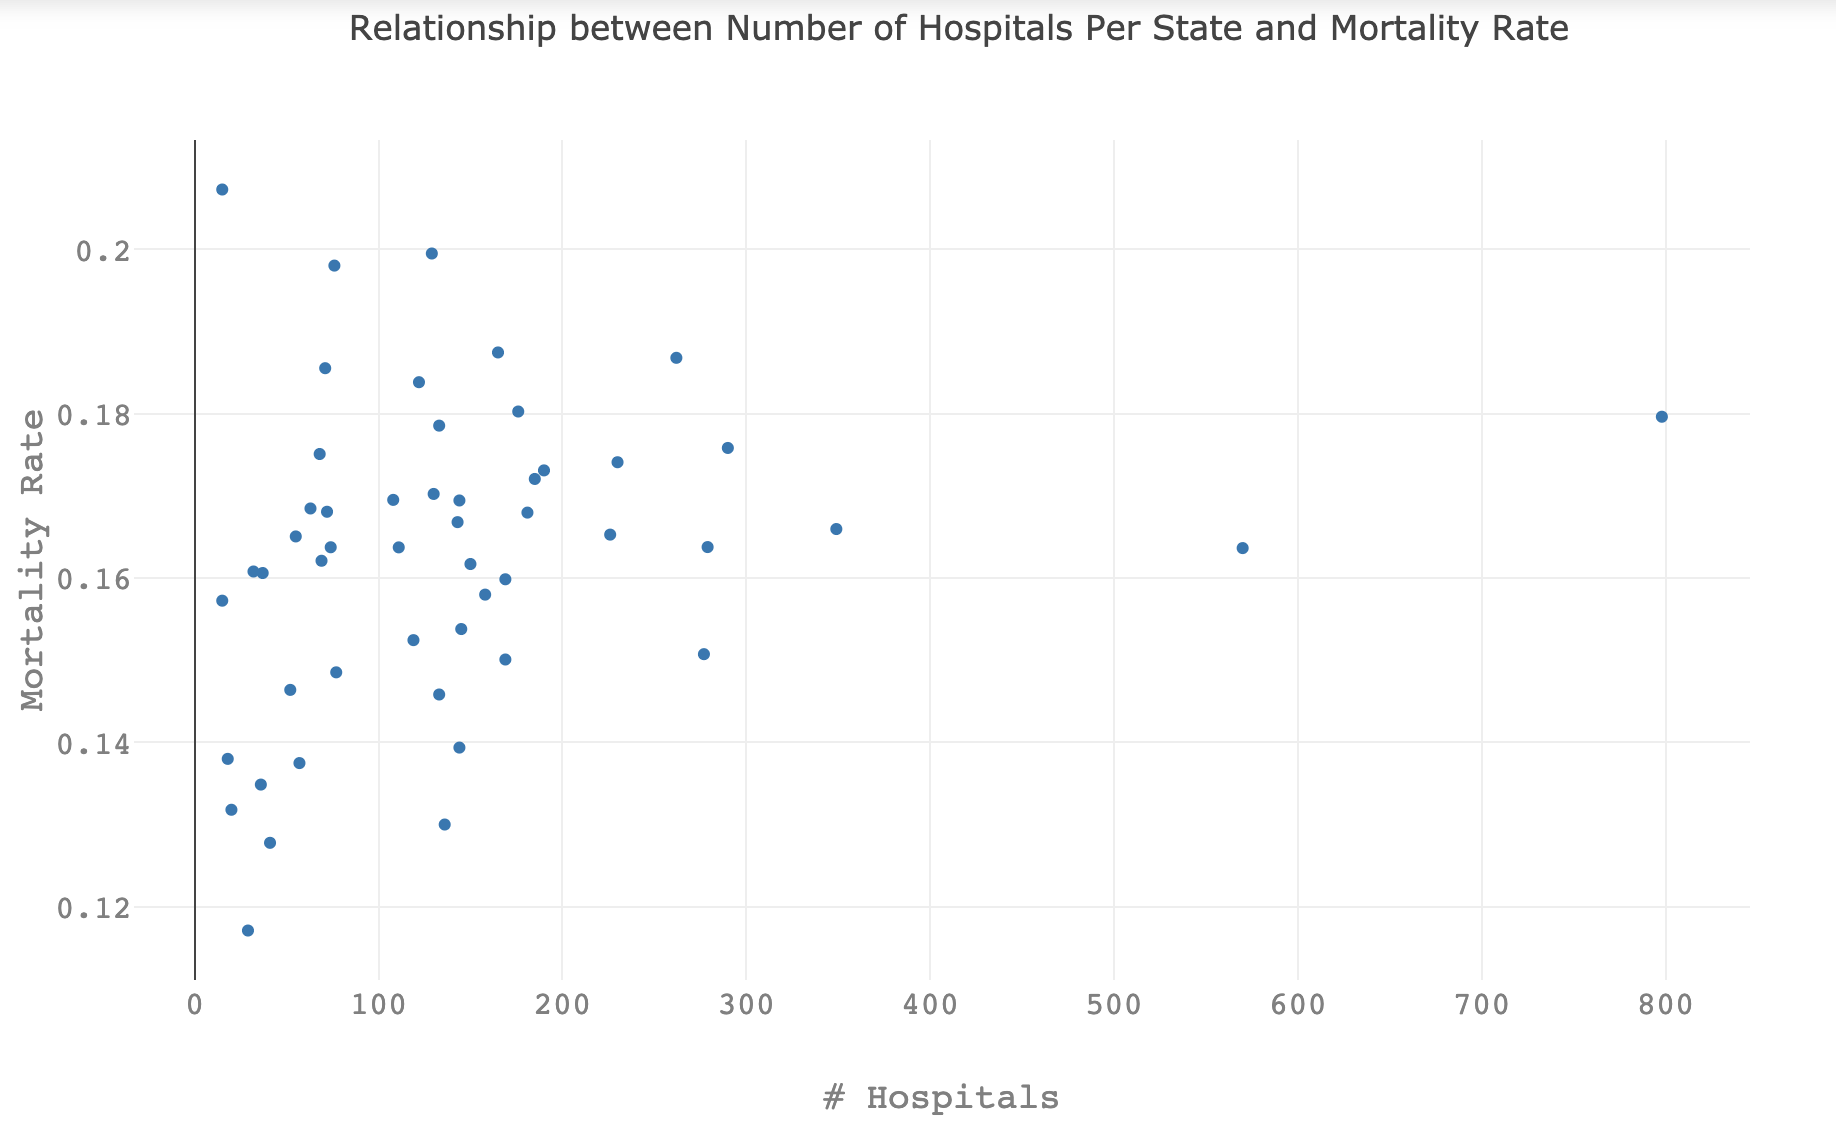 Relationship between Number of Hospitals Per State and Mortality Rate
0.2
0.18
0.16
0.14
0.12
Mortality Rate
0 100 200 300 400 500 600 700 800
# Hospitals